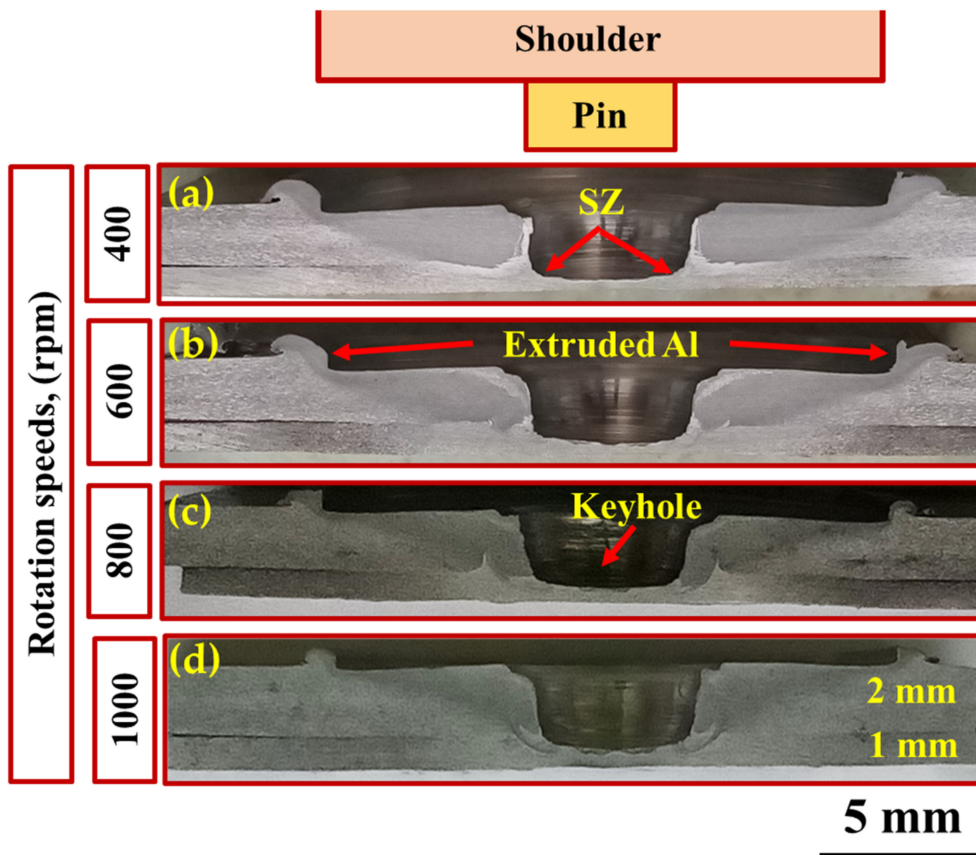 Shoulder
Pin
Rotation speeds, (rpm)
400
(a)
SZ
600
(b)
Extruded Al
800
(c)
Keyhole
1000
(d)
2 mm
1 mm
5 mm